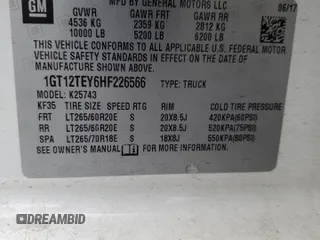 GM
MFD BY GENERAL MOTORS LLC
05/17
GVWR GAWR FRT GAWR RR
4536 KG 2359 KG 2812 KG
10000 LB 5200 LB 6200 LB
THIS VEHICLE CONFORMS TO ALL APPLICABLE U.S. FEDERAL MOTOR
VEHICLE SAFETY STANDARDS IN EFFECT ON THE DATE OF
MANUFACTURE SHOWN ABOVE.
1GT12TEY6HF226566 TYPE: TRUCK
MODEL: K25743
KF35 TIRE SIZE SPEED RTG RIM
FRT LT265/60R20E S 20X8.5J 420KPA(60PSI)
RR LT265/60R20E S 20X8.5J 520KPA(75PSI)
SPA LT265/70R18E S 18X8J 550KPA(80PSI)
SEE OWNER'S MANUAL FOR ADDITIONAL INFORMATION.
DREAMBID